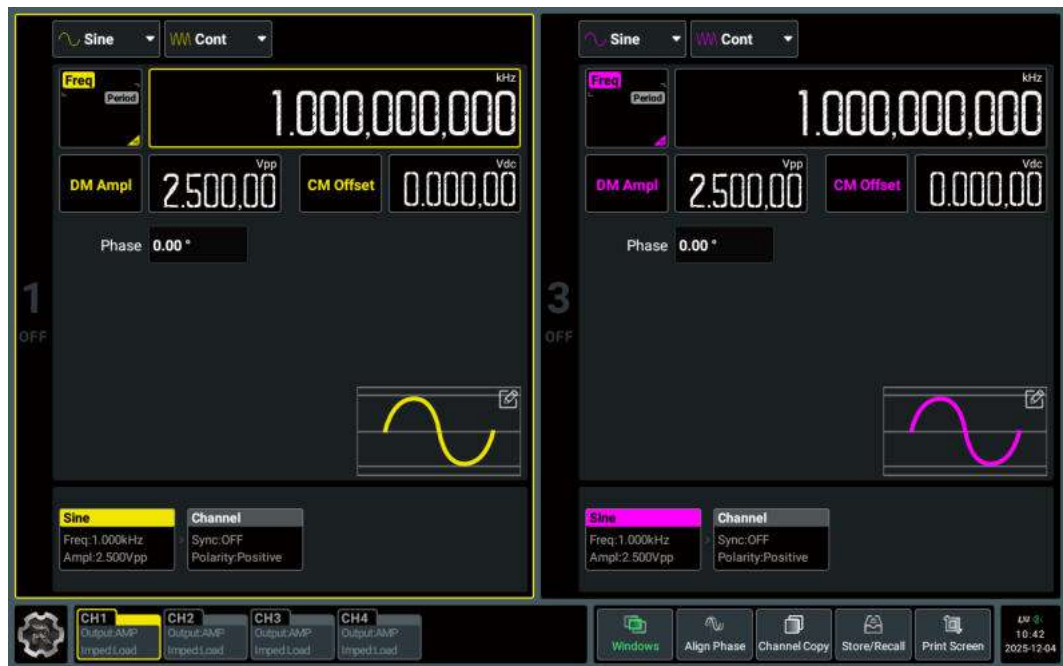 Sine Cont
Freq
Period
kHz
1.000,000,000
DM Ampl
Vpp
2.500,00
CM Offset
Vdc
0.000,00
Phase 0.00 °
1
OFF
Sine
Freq:1.000kHz
Ampl:2.500Vpp
Channel
Sync:OFF
Polarity:Positive
Sine Cont
Freq
Period
kHz
1.000,000,000
DM Ampl
Vpp
2.500,00
CM Offset
Vdc
0.000,00
Phase 0.00 °
3
OFF
Sine
Freq:1.000kHz
Ampl:2.500Vpp
Channel
Sync:OFF
Polarity:Positive
CH1
Output:AMP
Imped:Load
CH2
Output:AMP
Imped:Load
CH3
Output:AMP
Imped:Load
CH4
Output:AMP
Imped:Load
Windows
Align Phase
Channel Copy
Store/Recall
Print Screen
10:42
2025-12-04